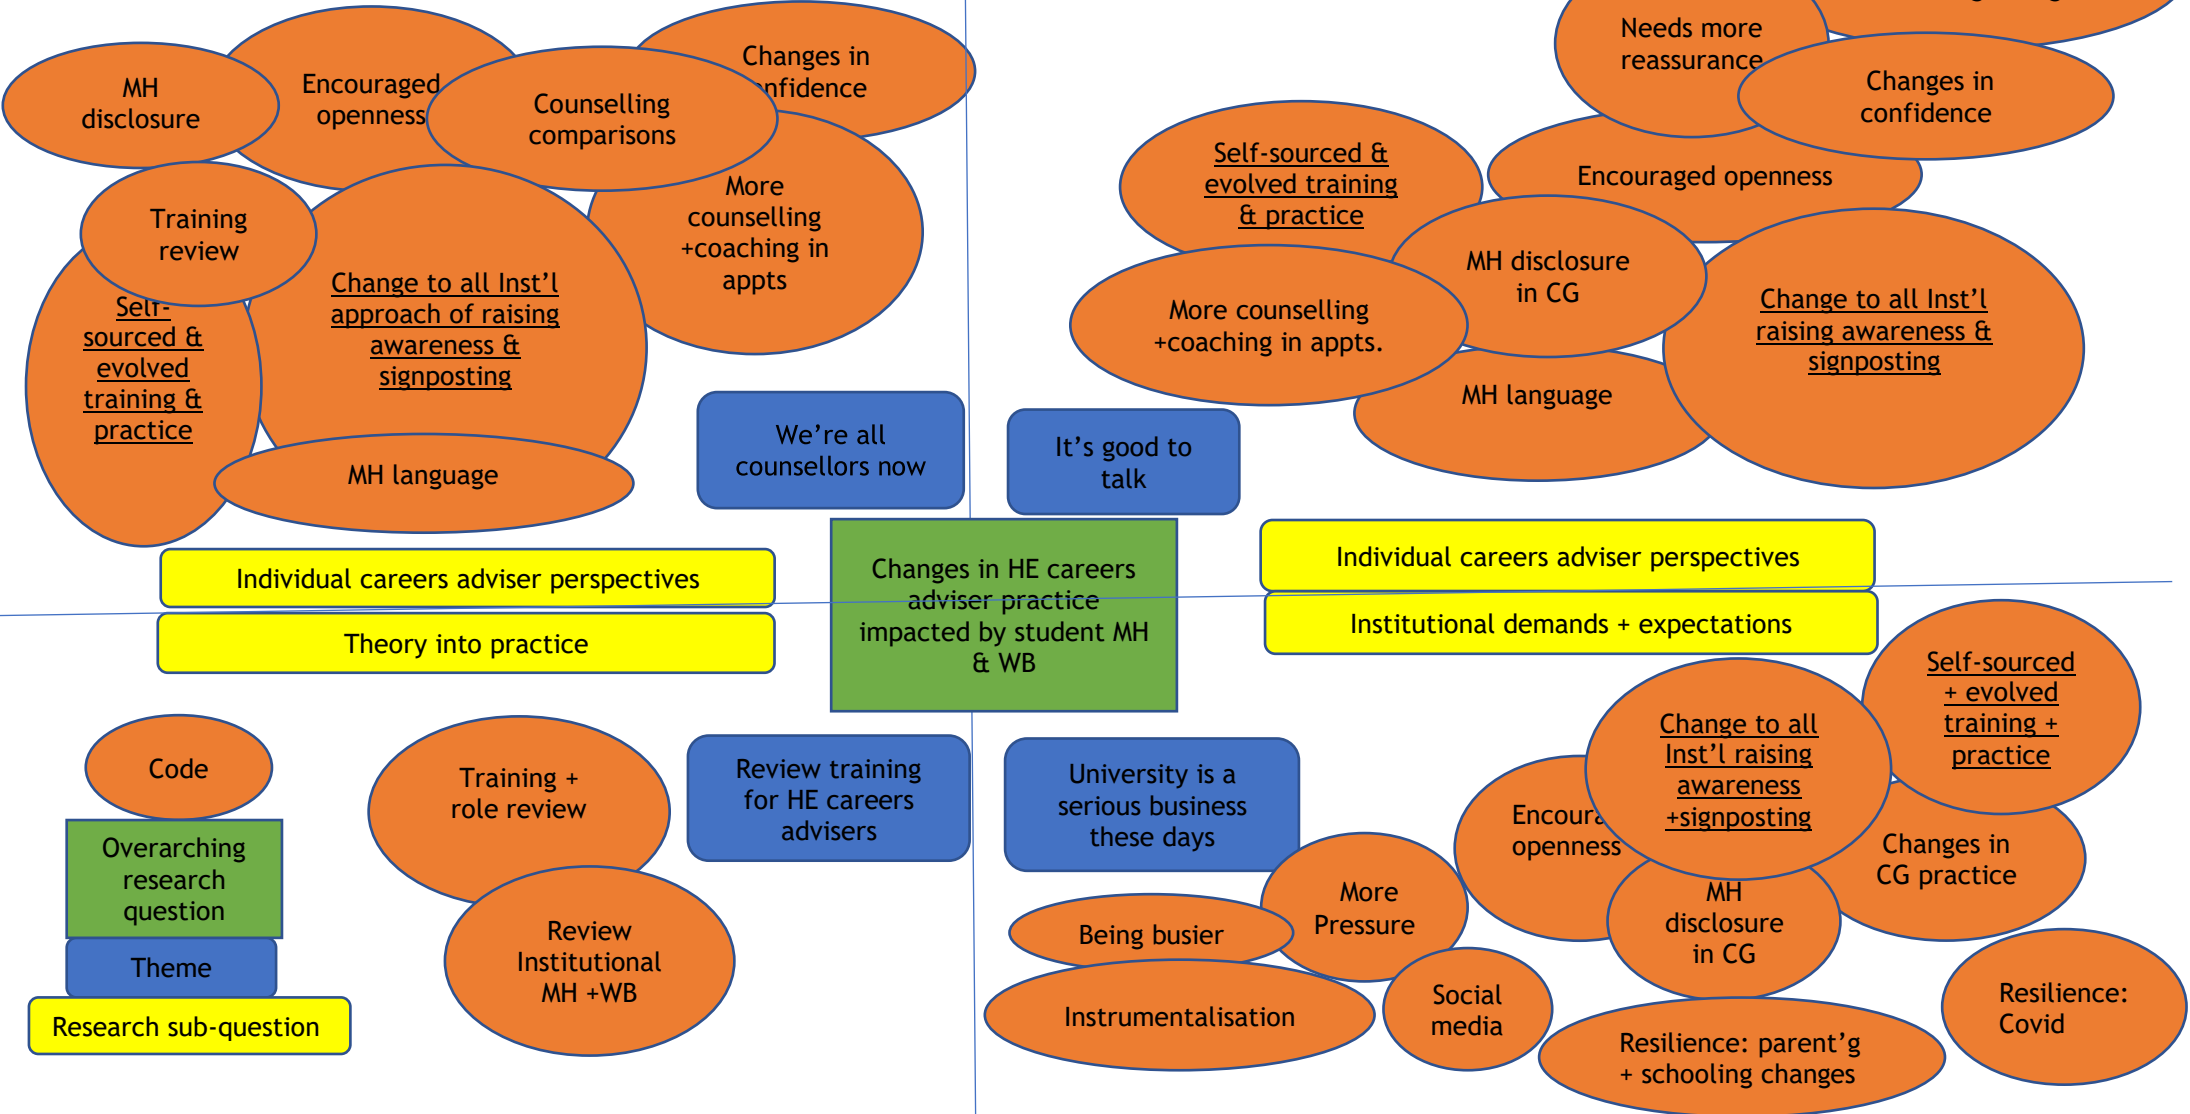 MH
disclosure
Encouraged
openness
Counselling
comparisons
Changes in
nfidence
Training
review
More
counselling
+coaching in
appts
Self-
sourced &
evolved
training &
practice
Change to all Inst’l
approach of raising
awareness &
signposting
MH language
We’re all
counsellors now
Needs more
reassurance
Changes in
confidence
Self-sourced &
evolved training
& practice
Encouraged openness
MH disclosure
in CG
More counselling
+coaching in appts.
Change to all Inst’l
raising awareness &
signposting
MH language
It’s good to
talk
Individual careers adviser perspectives
Theory into practice
Changes in HE careers
adviser practice
impacted by student MH
& WB
Individual careers adviser perspectives
Institutional demands + expectations
Code
Overarching
research
question
Theme
Research sub-question
Training +
role review
Review
Institutional
MH +WB
Review training
for HE careers
advisers
University is a
serious business
these days
More
Pressure
Being busier
Instrumentalisation
Social
media
Encoura
openness
Change to all
Inst’l raising
awareness
+signposting
Self-sourced
+ evolved
training +
practice
Changes in
CG practice
MH
disclosure
in CG
Resilience: parent’g
+ schooling changes
Resilience:
Covid